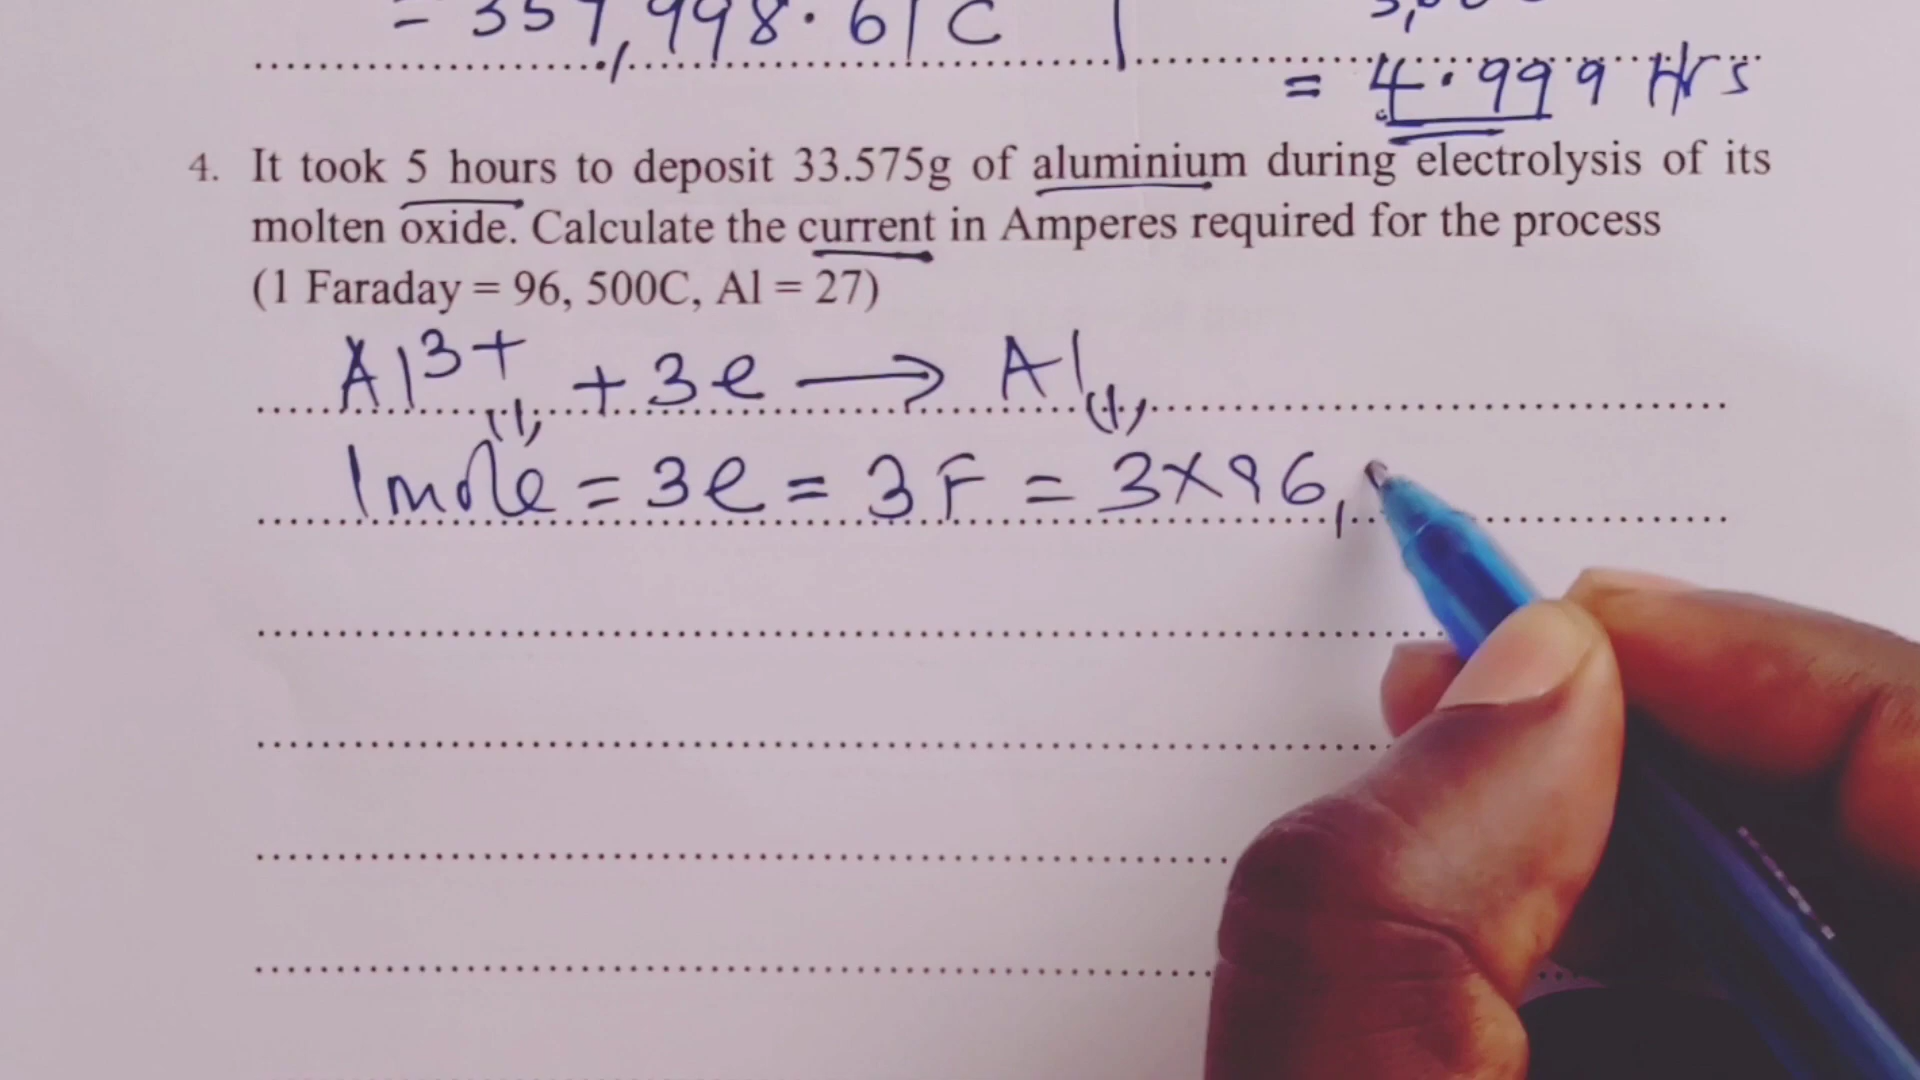 = 357,998.61C
= 4.999 Hrs
4. It took 5 hours to deposit 33.575g of aluminium during electrolysis of its
molten oxide. Calculate the current in Amperes required for the process
(1 Faraday = 96, 500C, Al = 27)
Al3+(l) + 3e → Al(l)
1mole = 3e = 3F = 3×96,